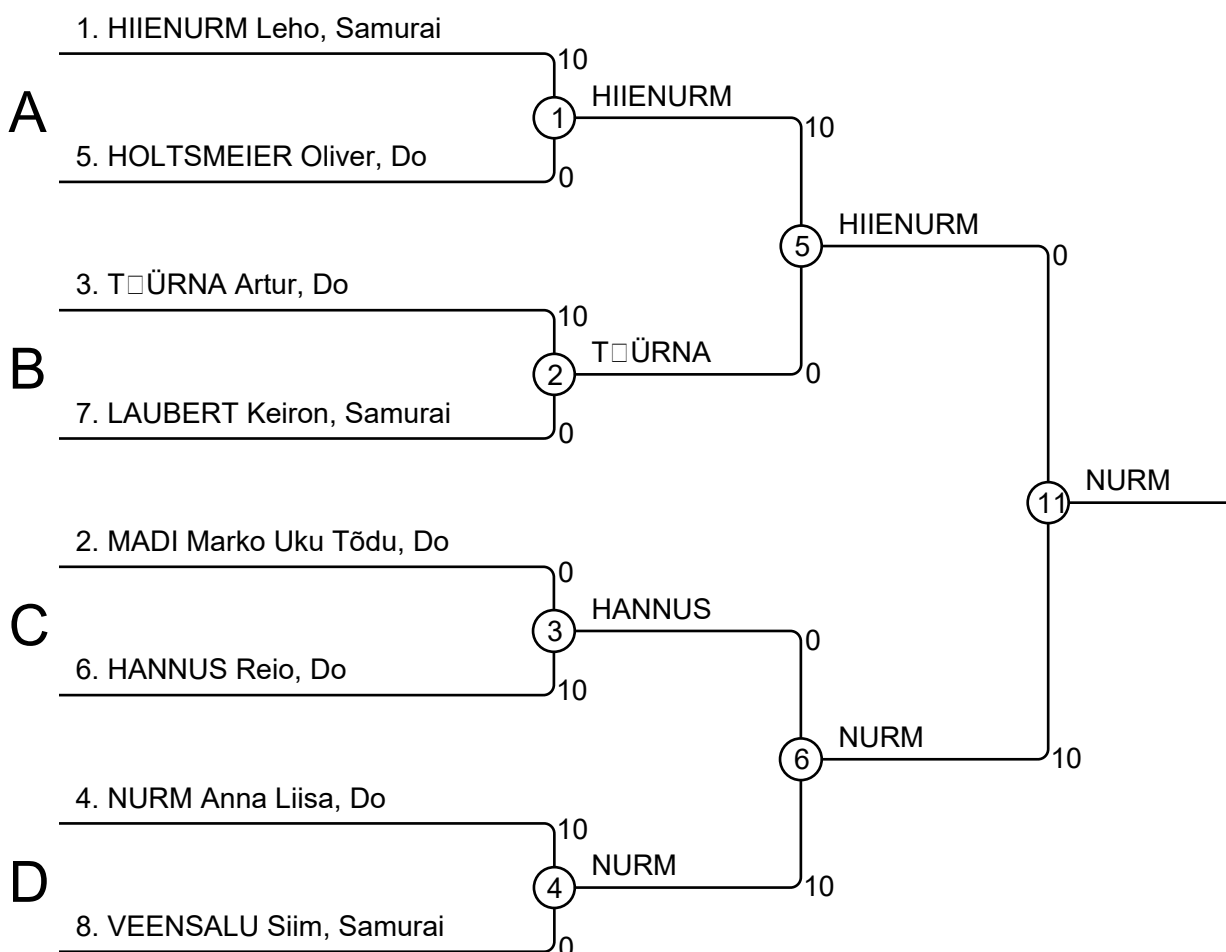 1. HIIENURM Leho, Samurai
10
A
1
HIIENURM
10
5. HOLTSMEIER Oliver, Do
0
5
HIIENURM
0
3. T□ÜRNA Artur, Do
10
B
2
T□ÜRNA
0
7. LAUBERT Keiron, Samurai
0
11
NURM
2. MADI Marko Uku Tõdu, Do
0
C
3
HANNUS
0
6. HANNUS Reio, Do
10
6
NURM
10
4. NURM Anna Liisa, Do
10
D
4
NURM
10
8. VEENSALU Siim, Samurai
0